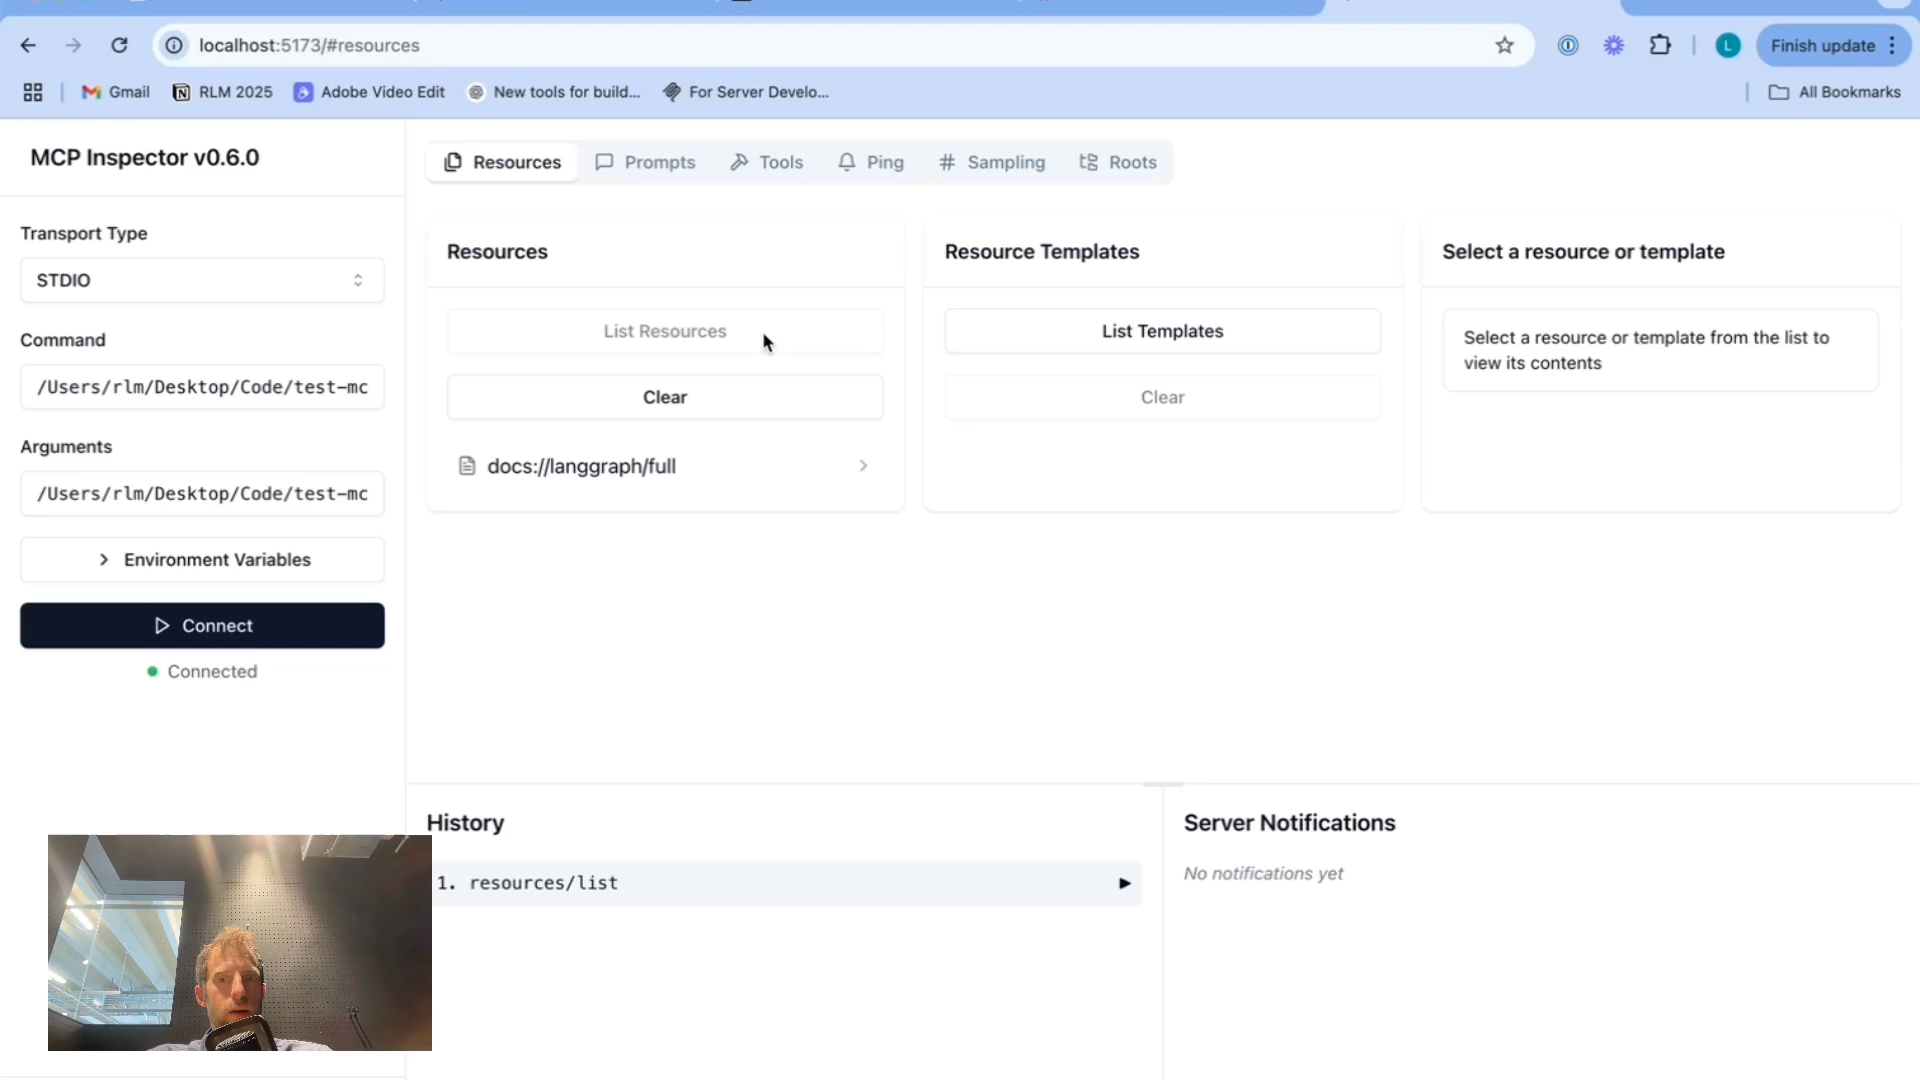 localhost:5173/#resources
L
Finish update
Gmail
RLM 2025
Adobe Video Edit
New tools for build...
For Server Develo...
All Bookmarks
MCP Inspector v0.6.0
Resources
Prompts
Tools
Ping
Sampling
Roots
Transport Type
STDIO
Command
/Users/rlm/Desktop/Code/test-mc
Arguments
/Users/rlm/Desktop/Code/test-mc
Environment Variables
Connect
Connected
Resources
List Resources
Clear
docs://langgraph/full
Resource Templates
List Templates
Clear
Select a resource or template
Select a resource or template from the list to
view its contents
History
1. resources/list
Server Notifications
No notifications yet